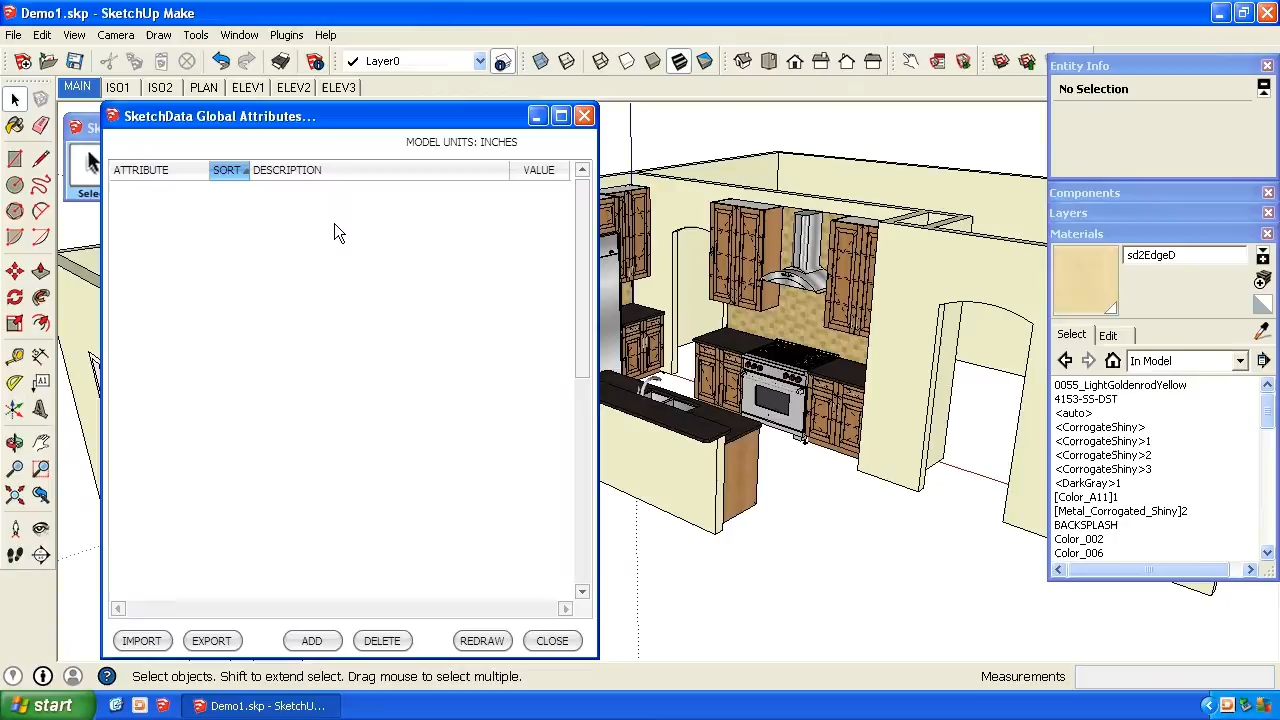 Demo1.skp - SketchUp Make
File Edit View Camera Draw Tools Window Plugins Help
Layer0
MAIN ISO1 ISO2 PLAN ELEV1 ELEV2 ELEV3
Entity Info
No Selection
SketchData Global Attributes...
MODEL UNITS: INCHES
ATTRIBUTE SORT DESCRIPTION VALUE
Components
Layers
Materials
sd2EdgeD
Select Edit
In Model
0055_LightGoldenrodYellow
4153-SS-DST
<auto>
<CorrogateShiny>
<CorrogateShiny>1
<CorrogateShiny>2
<CorrogateShiny>3
<DarkGray>1
[Color_A11]1
[Metal_Corrogated_Shiny]2
BACKSPLASH
Color_002
Color_006
IMPORT EXPORT ADD DELETE REDRAW CLOSE
Select objects. Shift to extend select. Drag mouse to select multiple.
Measurements
start
Demo1.skp - SketchU...